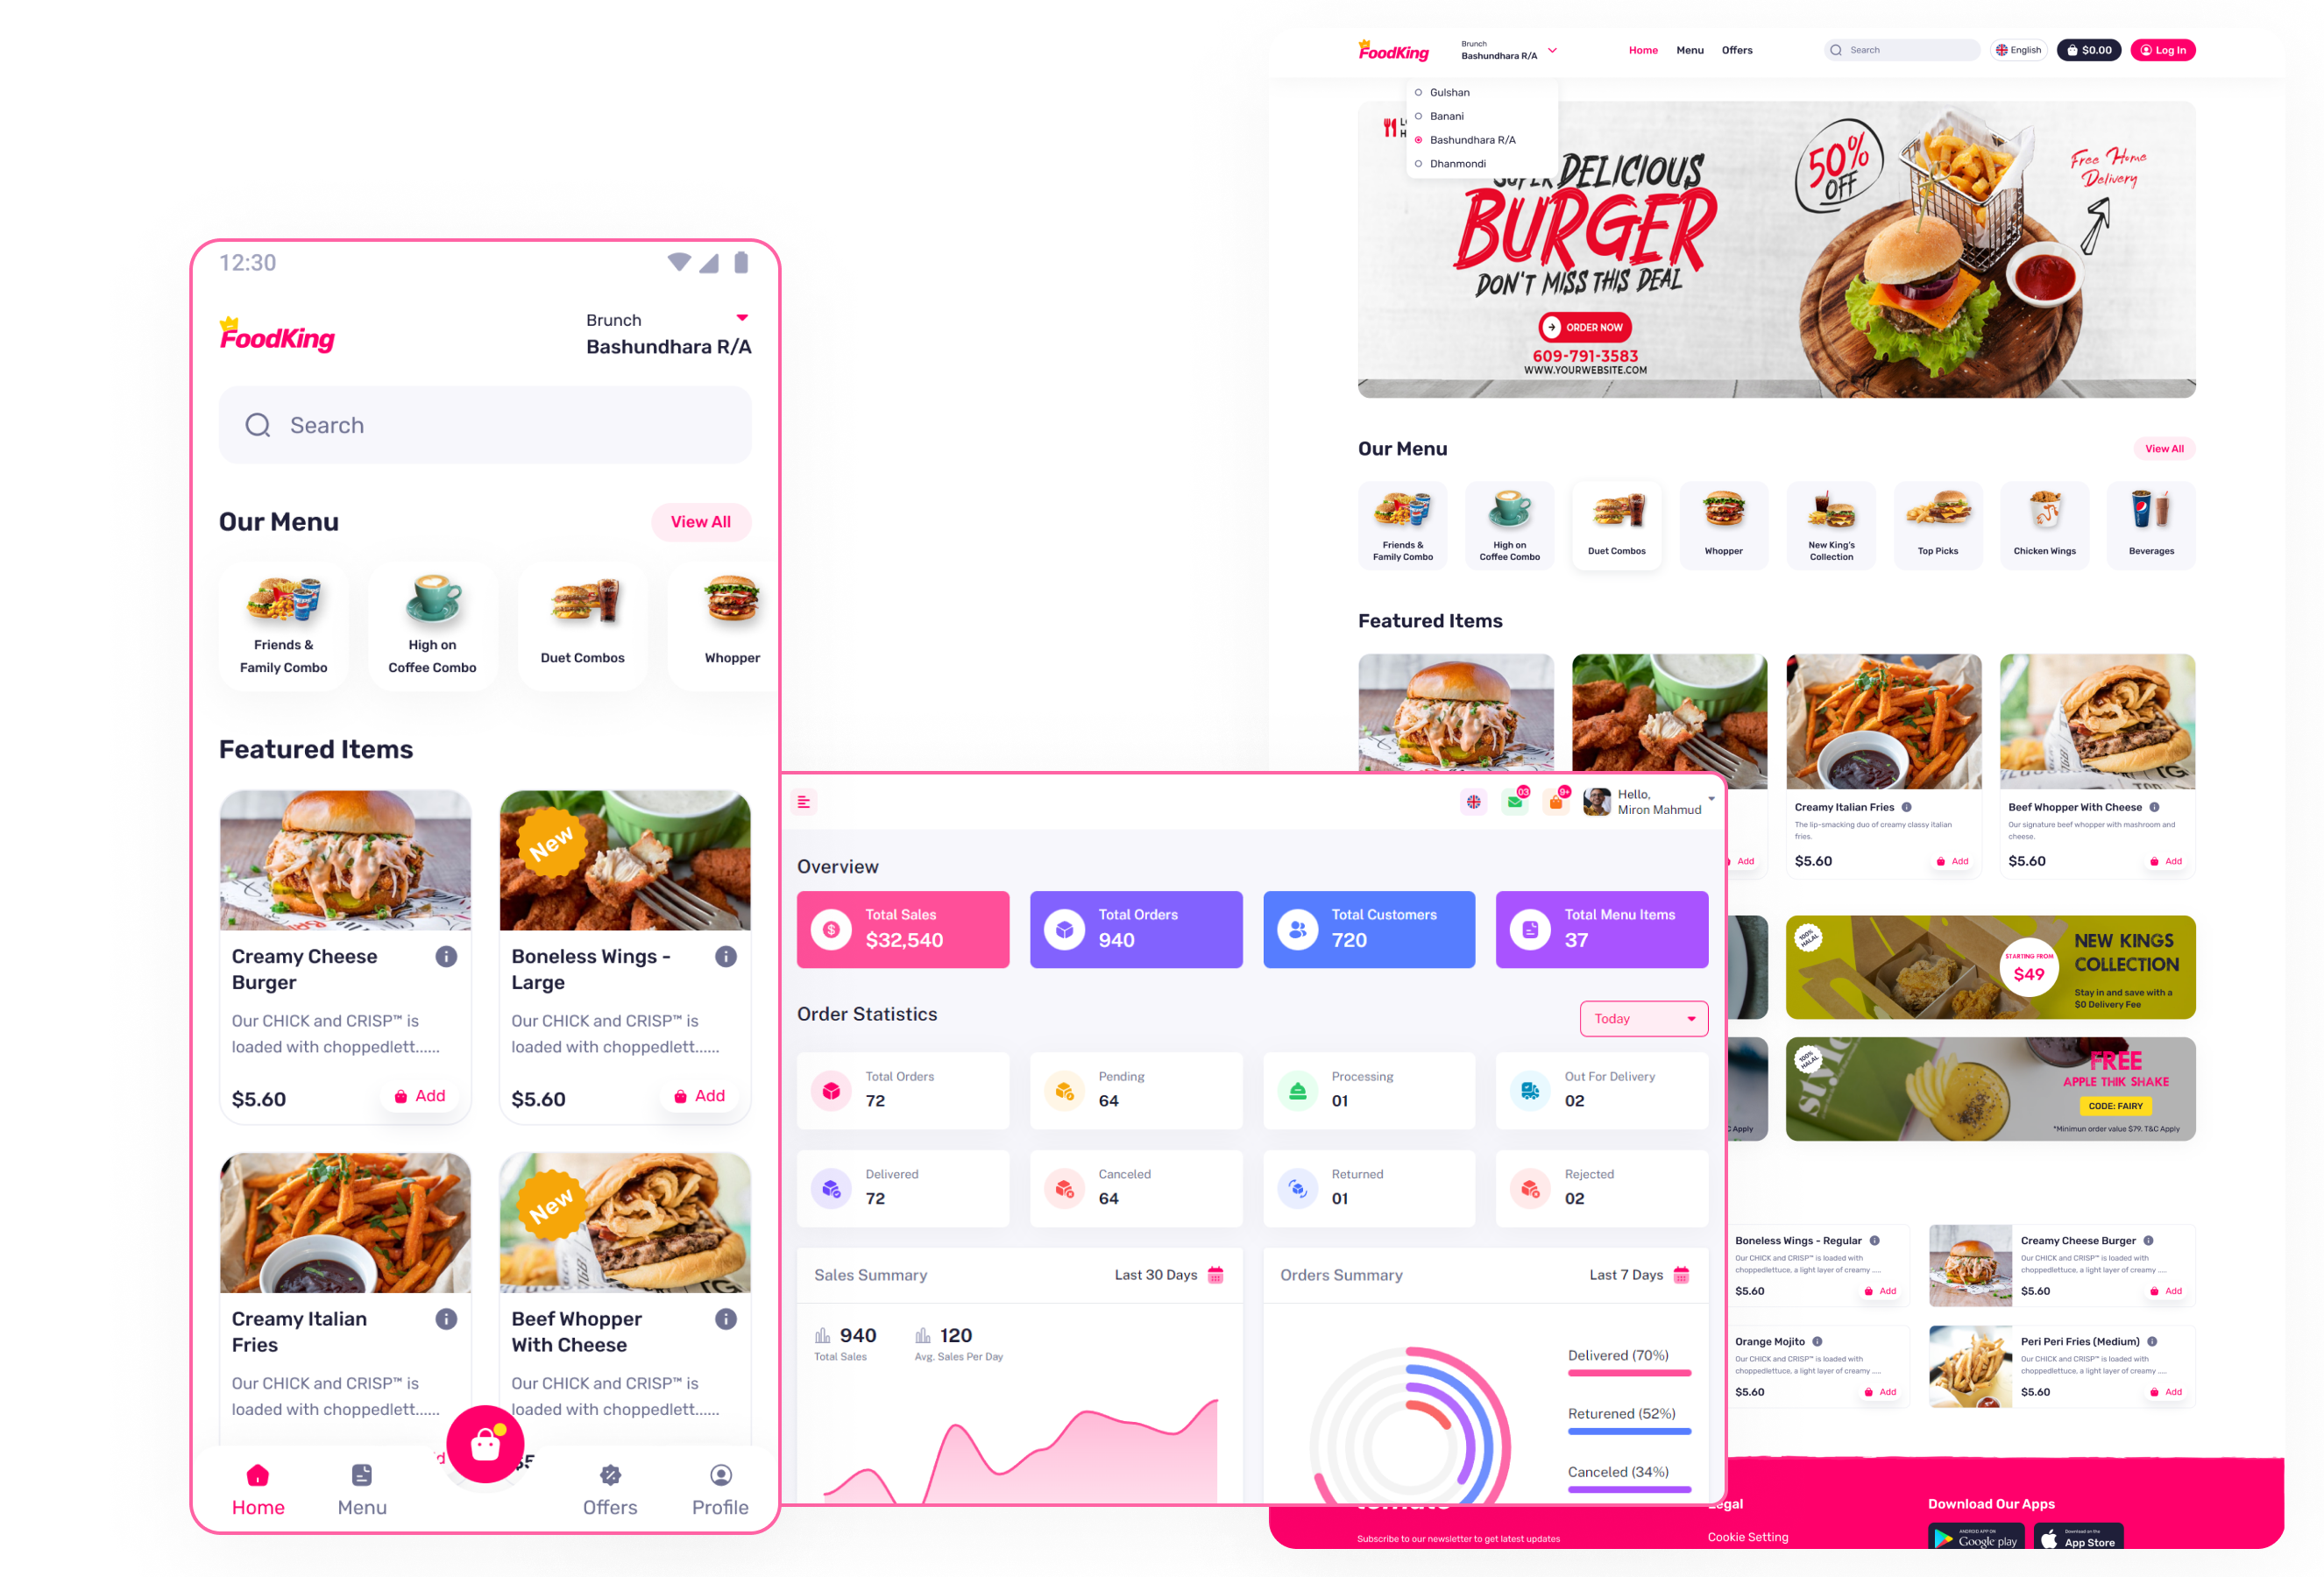 12:30
FoodKing
Brunch
Bashundhara R/A
Search
Our Menu
View All
Friends &
Family Combo
High on
Coffee Combo
Duet Combos
Whopper
Featured Items
New
Creamy Cheese
Burger
Our CHICK and CRISP™ is
loaded with choppedlett......
$5.60
Add
Boneless Wings -
Large
Our CHICK and CRISP™ is
loaded with choppedlett......
$5.60
Add
New
Creamy Italian
Fries
Our CHICK and CRISP™ is
loaded with choppedlett......
Beef Whopper
With Cheese
Our CHICK and CRISP™ is
loaded with choppedlett......
Home
Menu
Offers
Profile
03
9+
Hello,
Miron Mahmud
Overview
Total Sales
$32,540
Total Orders
940
Total Customers
720
Total Menu Items
37
Order Statistics
Today
Total Orders
72
Pending
64
Processing
01
Out For Delivery
02
Delivered
72
Canceled
64
Returned
01
Rejected
02
Sales Summary
Last 30 Days
940
Total Sales
120
Avg. Sales Per Day
Orders Summary
Last 7 Days
Delivered (70%)
Returened (52%)
Canceled (34%)
FoodKing
Brunch
Bashundhara R/A
Home
Menu
Offers
Search
English
$0.00
Log In
Gulshan
Banani
Bashundhara R/A
Dhanmondi
DELICIOUS
BURGER
DON'T MISS THIS DEAL
ORDER NOW
609-791-3583
WWW.YOURWEBSITE.COM
50%
OFF
Free Home
Delivery
Our Menu
View All
Friends &
Family Combo
High on
Coffee Combo
Duet Combos
Whopper
New King's
Collection
Top Picks
Chicken Wings
Beverages
Featured Items
Add
Creamy Italian Fries
The lip-smacking duo of creamy classy italian
fries.
$5.60
Add
Beef Whopper With Cheese
Our signature beef whopper with mashroom and
cheese.
$5.60
Add
100%
HALAL
STARTING FROM
$49
NEW KINGS
COLLECTION
Stay in and save with a
$0 Delivery Fee
Apply
100%
HALAL
FREE
APPLE THIK SHAKE
CODE: FAIRY
*Minimun order value $79. T&C Apply
Boneless Wings - Regular
Our CHICK and CRISP™ is loaded with
choppedlettuce, a light layer of creamy .....
$5.60
Add
Creamy Cheese Burger
Our CHICK and CRISP™ is loaded with
choppedlettuce, a light layer of creamy .....
$5.60
Add
Orange Mojito
Our CHICK and CRISP™ is loaded with
choppedlettuce, a light layer of creamy .....
$5.60
Add
Peri Peri Fries (Medium)
Our CHICK and CRISP™ is loaded with
choppedlettuce, a light layer of creamy .....
$5.60
Add
Subscribe to our newsletter to get latest updates
Legal
Cookie Setting
Download Our Apps
ANDROID APP ON
Google play
Download on the
App Store